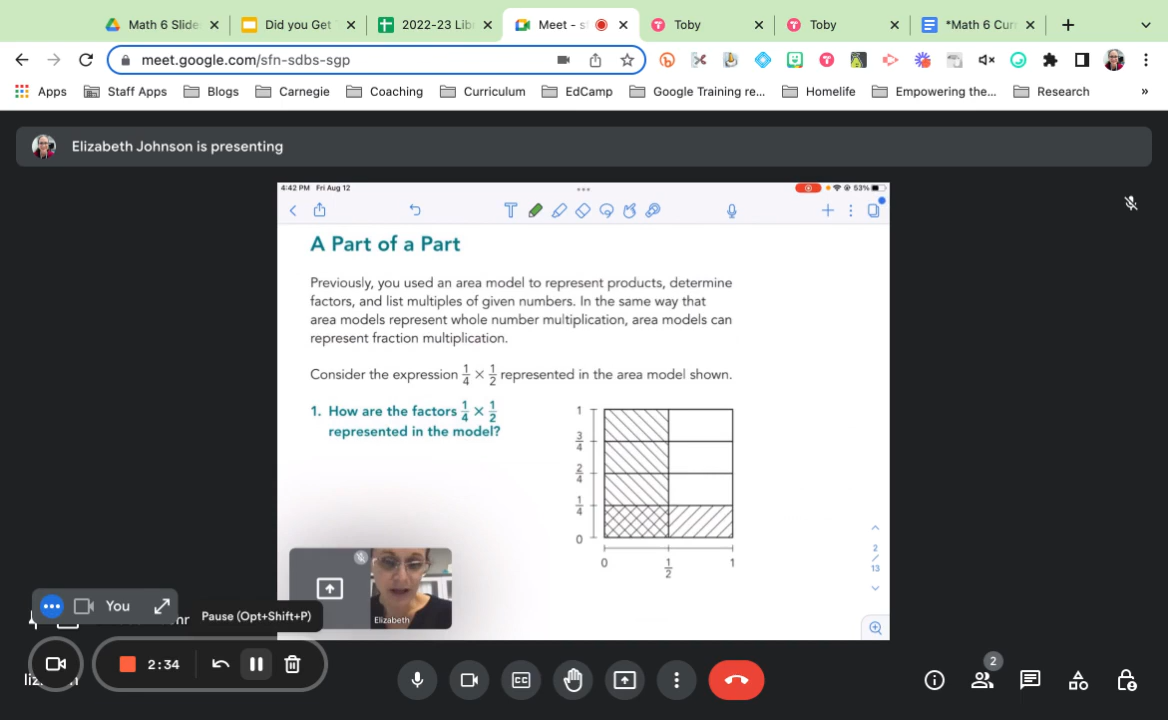 Math 6 Slide
Did you Get
2022-23 Lib
Meet - s
Toby
Toby
*Math 6 Cur
meet.google.com/sfn-sdbs-sgp
Apps
Staff Apps
Blogs
Carnegie
Coaching
Curriculum
EdCamp
Google Training re...
Homelife
Empowering the...
Research
»
Elizabeth Johnson is presenting
4:42 PM Fri Aug 12
53%
A Part of a Part
Previously, you used an area model to represent products, determine
factors, and list multiples of given numbers. In the same way that
area models represent whole number multiplication, area models can
represent fraction multiplication.
Consider the expression 1/4 × 1/2 represented in the area model shown.
1. How are the factors 1/4 × 1/2
represented in the model?
1
3/4
2/4
1/4
0
0
1/2
1
2/13
Elizabeth
You
Pause (Opt+Shift+P)
2:34
CC
2